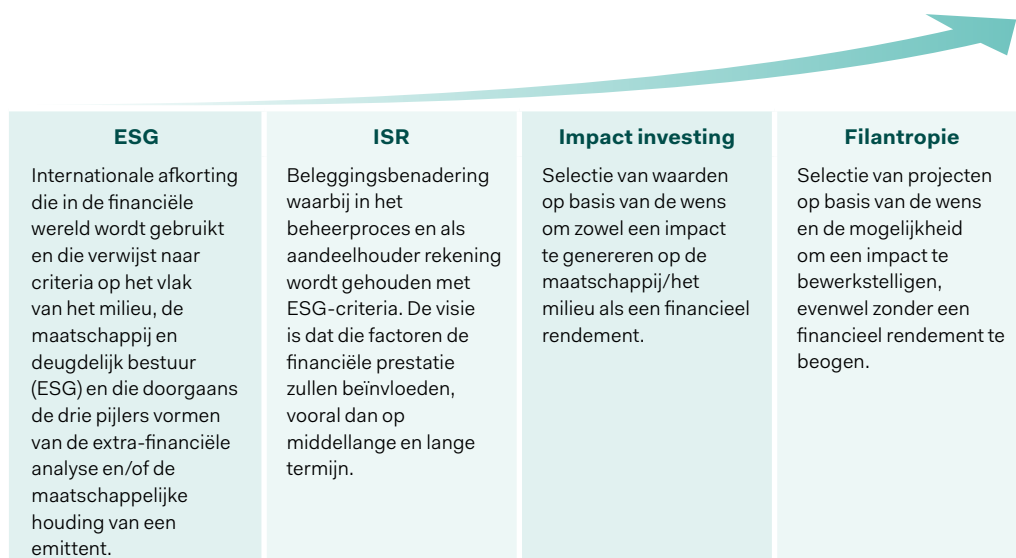 ESG
Internationale afkorting
die in de financiële
wereld wordt gebruikt
en die verwijst naar
criteria op het vlak
van het milieu, de
maatschappij en
deugdelijk bestuur
(ESG) en die doorgaans
de drie pijlers vormen
van de extra-financiële
analyse en/of de
maatschappelijke
houding van een
emittent.
ISR
Beleggingsbenadering
waarbij in het
beheerproces en als
aandeelhouder rekening
wordt gehouden met
ESG-criteria. De visie
is dat die factoren de
financiële prestatie
zullen beïnvloeden,
vooral dan op
middellange en lange
termijn.
Impact investing
Selectie van waarden
op basis van de wens
om zowel een impact
te genereren op de
maatschappij/het
milieu als een financieel
rendement.
Filantropie
Selectie van projecten
op basis van de wens
en de mogelijkheid
om een impact te
bewerkstelligen,
evenwel zonder een
financieel rendement te
beogen.